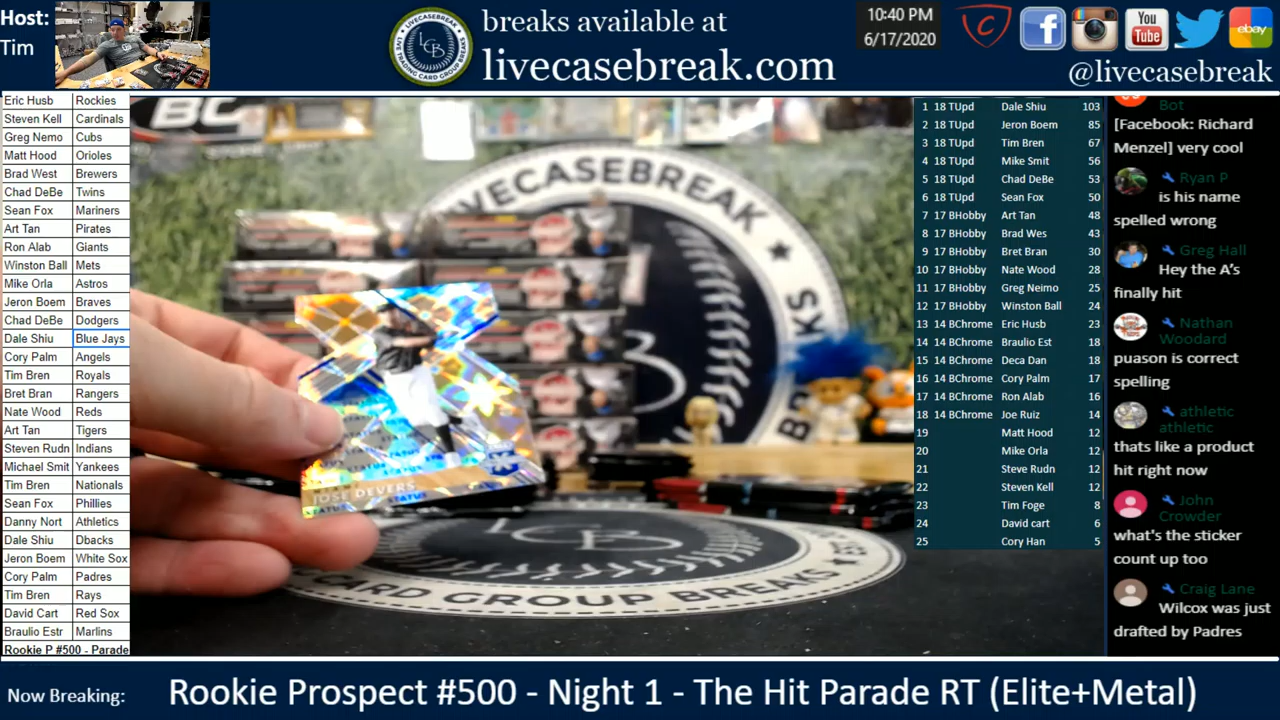 Host:
Tim
LCB
breaks available at
livecasebreak.com
10:40 PM
6/17/2020
You
Tube
ebay
@livecasebreak
Eric Husb Rockies
Steven Kell Cardinals
Greg Nemo Cubs
Matt Hood Orioles
Brad West Brewers
Chad DeBe Twins
Sean Fox Mariners
Art Tan Pirates
Ron Alab Giants
Winston Ball Mets
Mike Orla Astros
Jeron Boem Braves
Chad DeBe Dodgers
Dale Shiu Blue Jays
Cory Palm Angels
Tim Bren Royals
Bret Bran Rangers
Nate Wood Reds
Art Tan Tigers
Steven Rudn Indians
Michael Smit Yankees
Tim Bren Nationals
Sean Fox Phillies
Danny Nort Athletics
Dale Shiu Dbacks
Jeron Boem White Sox
Cory Palm Padres
Tim Bren Rays
David Cart Red Sox
Braulio Estr Marlins
Rookie P #500 - Parade
BC
LIVECASEBREAK
JOSE DEVERS
STATUS
LCB
CARD GROUP BREAKS
1 18 TUpd Dale Shiu 103
2 18 TUpd Jeron Boem 85
3 18 TUpd Tim Bren 67
4 18 TUpd Mike Smit 56
5 18 TUpd Chad DeBe 53
6 18 TUpd Sean Fox 50
7 17 BHobby Art Tan 48
8 17 BHobby Brad Wes 43
9 17 BHobby Bret Bran 30
10 17 BHobby Nate Wood 28
11 17 BHobby Greg Neimo 25
12 17 BHobby Winston Ball 24
13 14 BChrome Eric Husb 23
14 14 BChrome Braulio Est 18
15 14 BChrome Deca Dan 18
16 14 BChrome Cory Palm 17
17 14 BChrome Ron Alab 16
18 14 BChrome Joe Ruiz 14
19 Matt Hood 12
20 Mike Orla 12
21 Steve Rudn 12
22 Steven Kell 12
23 Tim Foge 8
24 David cart 6
25 Cory Han 5
Bot
[Facebook: Richard
Menzel] very cool
Ryan P
is his name
spelled wrong
Greg Hall
Hey the A's
finally hit
Nathan
Woodard
puason is correct
spelling
athletic
athletic
thats like a product
hit right now
John
Crowder
what's the sticker
count up too
Craig Lane
Wilcox was just
drafted by Padres
Now Breaking:
Rookie Prospect #500 - Night 1 - The Hit Parade RT (Elite+Metal)